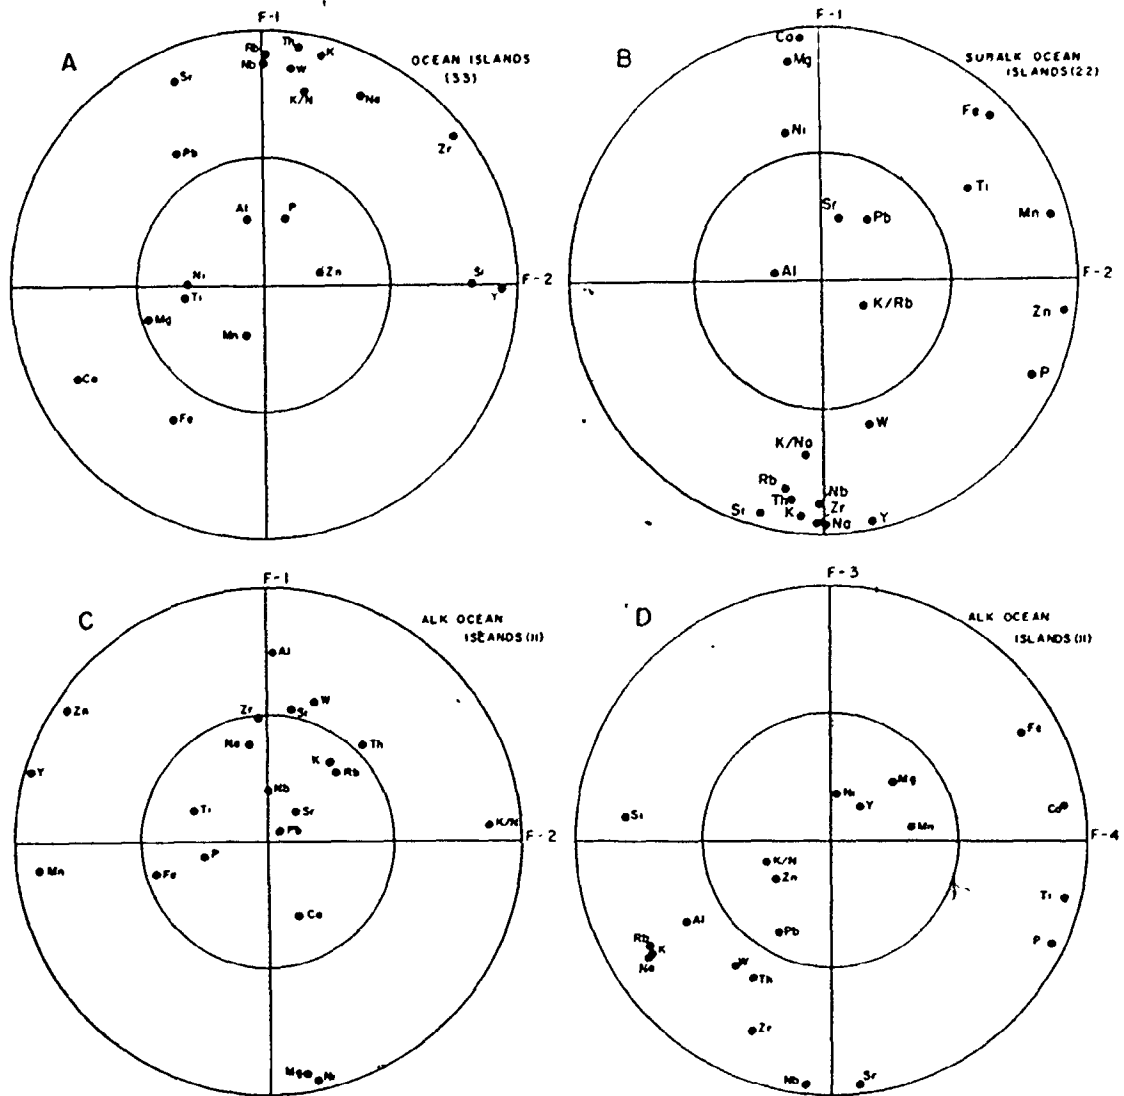 F-1
A
OCEAN ISLANDS
(33)
Rb
Th
K
Nb
W
Sr
K/N
Na
Zr
Pb
Al
P
Ni
Zn
Si
F-2
Ti
Y
Mg
Mn
Ca
Fe
F-1
B
SUBALK OCEAN
ISLANDS(22)
Ca
Mg
Fe
Ni
Ti
Sr
Pb
Mn
Al
F-2
K/Rb
Zn
P
W
K/Na
Rb
Nb
Th
Zr
Si
K
Na
Y
F-1
C
ALK OCEAN
ISLANDS(11)
Al
Zn
W
Zr
Sr
Na
Th
K
Rb
Y
Nb
Ti
Sr
K/N
Pb
F-2
P
Mn
Fe
Ca
Mg
Ni
F-3
D
ALK OCEAN
ISLANDS(11)
Fe
Mg
Ni
Y
Ca
Si
Mn
F-4
K/N
Zn
Ti
Al
Pb
P
Rb
K
Na
W
Th
Zr
Nb
Sr